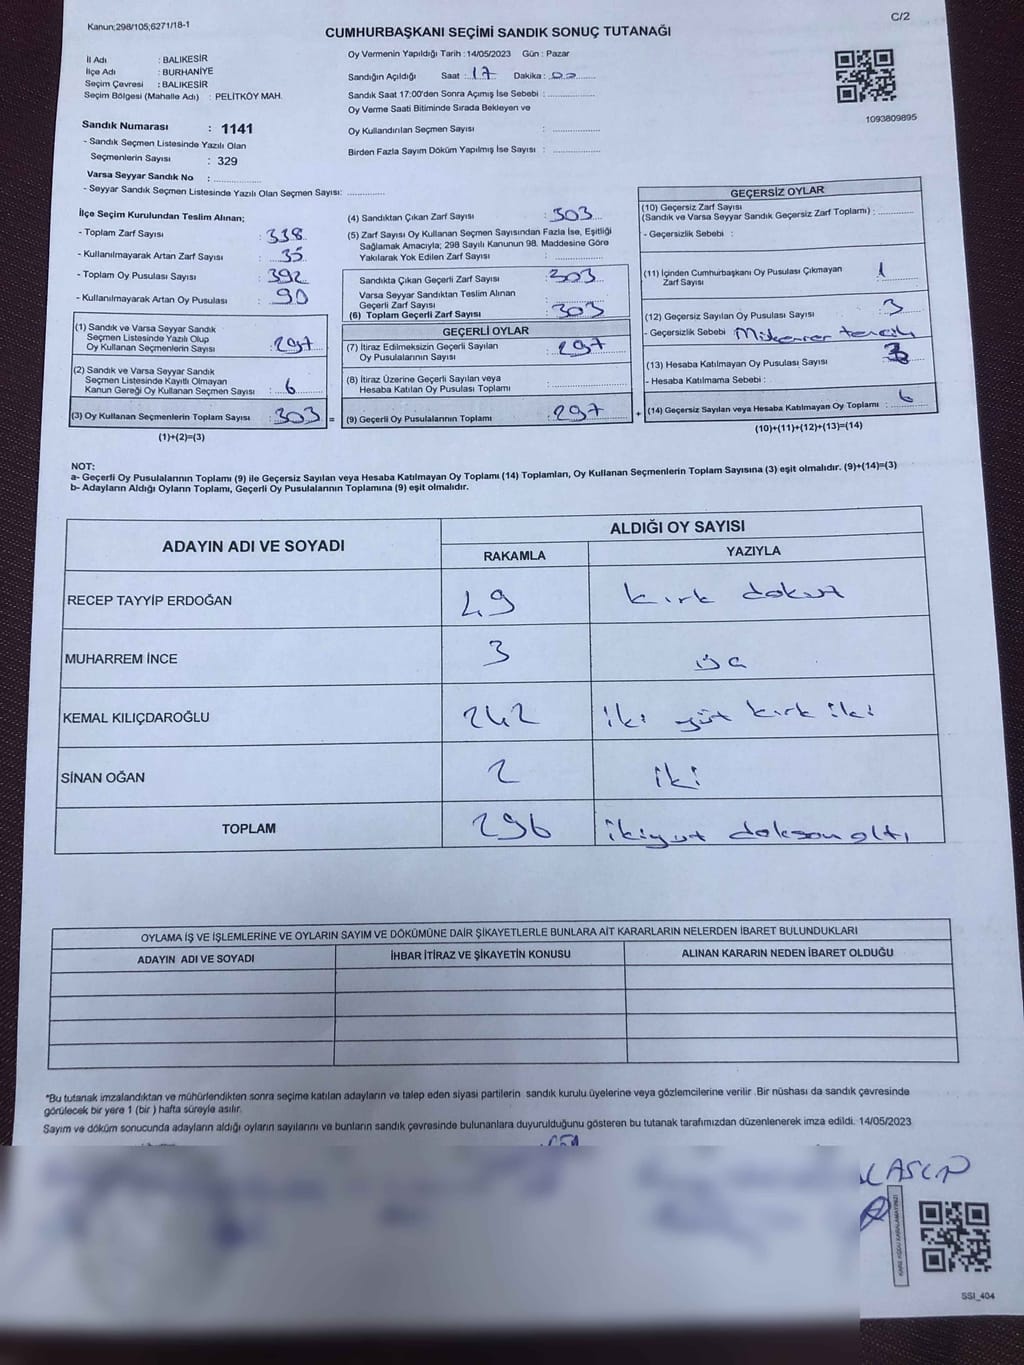 Kanun;298/105;6271/18-1
C/2
CUMHURBAŞKANI SEÇİMİ SANDIK SONUÇ TUTANAĞI
İl Adı : BALIKESİR
İlçe Adı : BURHANİYE
Seçim Çevresi : BALIKESİR
Seçim Bölgesi (Mahalle Adı) : PELİTKÖY MAH.
Sandık Numarası : 1141
- Sandık Seçmen Listesinde Yazılı Olan
Seçmenlerin Sayısı : 329
Varsa Seyyar Sandık No : ..............
- Seyyar Sandık Seçmen Listesinde Yazılı Olan Seçmen Sayısı: ............
Oy Vermenin Yapıldığı Tarih : 14/05/2023 Gün : Pazar
Sandığın Açıldığı Saat : 17 Dakika : 00
Sandık Saat 17:00'den Sonra Açımış İse Sebebi : ..............
Oy Verme Saati Bitiminde Sırada Bekleyen ve
Oy Kullandırılan Seçmen Sayısı : ..............
Birden Fazla Sayım Döküm Yapılmış İse Sayısı : ..............
1093809895
İlçe Seçim Kurulundan Teslim Alınan;
- Toplam Zarf Sayısı : 338
- Kullanılmayarak Artan Zarf Sayısı : 35
- Toplam Oy Pusulası Sayısı : 392
- Kullanılmayarak Artan Oy Pusulası : 90
(1) Sandık ve Varsa Seyyar Sandık
Seçmen Listesinde Yazılı Olup
Oy Kullanan Seçmenlerin Sayısı : 297
(2) Sandık ve Varsa Seyyar Sandık
Seçmen Listesinde Kayıtlı Olmayan
Kanun Gereği Oy Kullanan Seçmen Sayısı : 6
(3) Oy Kullanan Seçmenlerin Toplam Sayısı : 303 =
(1)+(2)=(3)
(4) Sandıktan Çıkan Zarf Sayısı : 303
(5) Zarf Sayısı Oy Kullanan Seçmen Sayısından Fazla İse, Eşitliği
Sağlamak Amacıyla; 298 Sayılı Kanunun 98. Maddesine Göre
Yakılarak Yok Edilen Zarf Sayısı : ..............
Sandıkta Çıkan Geçerli Zarf Sayısı : 303
Varsa Seyyar Sandıktan Teslim Alınan
Geçerli Zarf Sayısı : ..............
(6) Toplam Geçerli Zarf Sayısı : 303
GEÇERLİ OYLAR
(7) İtiraz Edilmeksizin Geçerli Sayılan
Oy Pusulalarının Sayısı : 297
(8) İtiraz Üzerine Geçerli Sayılan veya
Hesaba Katılan Oy Pusulası Toplamı : ..............
(9) Geçerli Oy Pusulalarının Toplamı : 297 +
GEÇERSİZ OYLAR
(10) Geçersiz Zarf Sayısı
(Sandık ve Varsa Seyyar Sandık Geçersiz Zarf Toplamı) : ..............
- Geçersizlik Sebebi :
(11) İçinden Cumhurbaşkanı Oy Pusulası Çıkmayan
Zarf Sayısı : 1
(12) Geçersiz Sayılan Oy Pusulası Sayısı : 3
- Geçersizlik Sebebi Mükerrer tercih
(13) Hesaba Katılmayan Oy Pusulası Sayısı :
- Hesaba Katılmama Sebebi :
(14) Geçersiz Sayılan veya Hesaba Katılmayan Oy Toplamı : 6
(10)+(11)+(12)+(13)=(14)
NOT:
a- Geçerli Oy Pusulalarının Toplamı (9) ile Geçersiz Sayılan veya Hesaba Katılmayan Oy Toplamı (14) Toplamları, Oy Kullanan Seçmenlerin Toplam Sayısına (3) eşit olmalıdır. (9)+(14)=(3)
b- Adayların Aldığı Oyların Toplamı, Geçerli Oy Pusulalarının Toplamına (9) eşit olmalıdır.
ADAYIN ADI VE SOYADI
ALDIĞI OY SAYISI
RAKAMLA YAZIYLA
RECEP TAYYİP ERDOĞAN 49 kırk dokuz
MUHARREM İNCE 3 üç
KEMAL KILIÇDAROĞLU 242 iki yüz kırk iki
SİNAN OĞAN 2 iki
TOPLAM 296 ikiyüz doksan altı
OYLAMA İŞ VE İŞLEMLERİNE VE OYLARIN SAYIM VE DÖKÜMÜNE DAİR ŞİKAYETLERLE BUNLARA AİT KARARLARIN NELERDEN İBARET BULUNDUKLARI
ADAYIN ADI VE SOYADI İHBAR İTİRAZ VE ŞİKAYETİN KONUSU ALINAN KARARIN NEDEN İBARET OLDUĞU
*Bu tutanak imzalandıktan ve mühürlendikten sonra seçime katılan adayların ve talep eden siyasi partilerin sandık kurulu üyelerine veya gözlemcilerine verilir .Bir nüshası da sandık çevresinde
görülecek bir yere 1 (bir ) hafta süreyle asılır.
Sayım ve döküm sonucunda adayların aldığı oyların sayılarını ve bunların sandık çevresinde bulunanlara duyurulduğunu gösteren bu tutanak tarafımızdan düzenlenerek imza edildi. 14/05/2023
KARE KODU KARALAMAYINIZ!
SSI_404